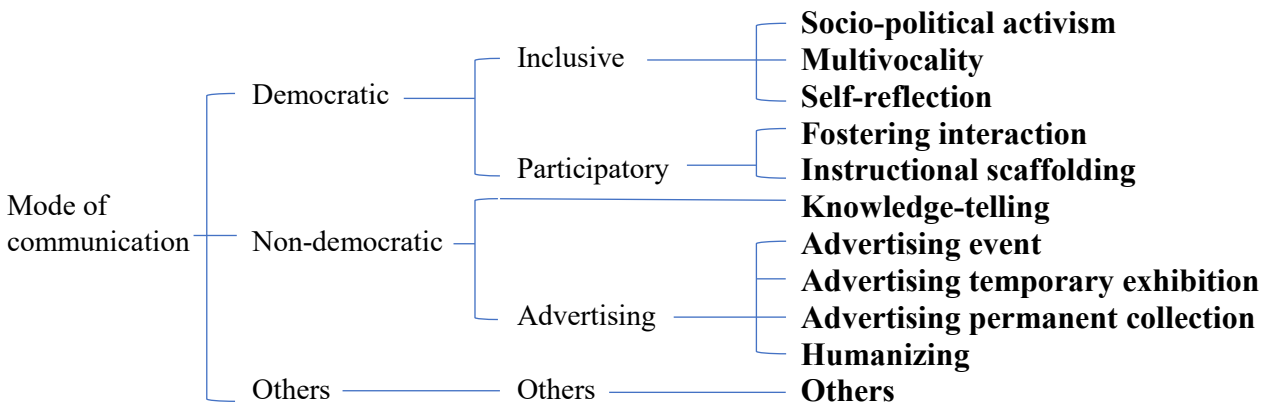 Socio-political activism
Inclusive
Multivocality
Democratic
Self-reflection
Fostering interaction
Participatory
Instructional scaffolding
Mode of
communication
Knowledge-telling
Non-democratic
Advertising event
Advertising temporary exhibition
Advertising
Advertising permanent collection
Humanizing
Others
Others
Others